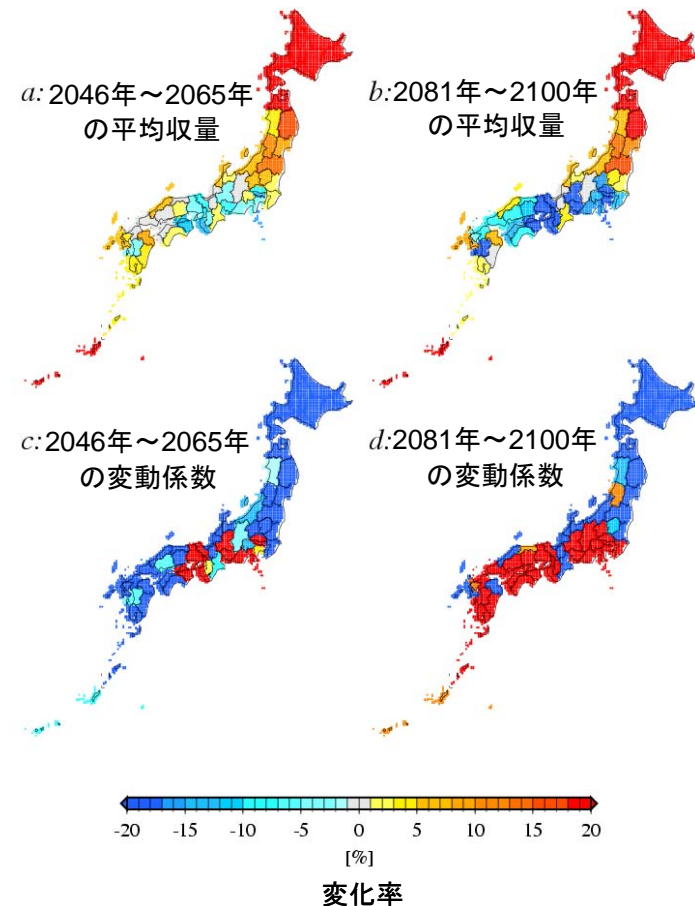 a: 2046年～2065年
の平均収量
b:2081年～2100年
の平均収量
c: 2046年～2065年
の変動係数
d:2081年～2100年
の変動係数
-20 -15 -10 -5 0 5 10 15 20
[%]
変化率